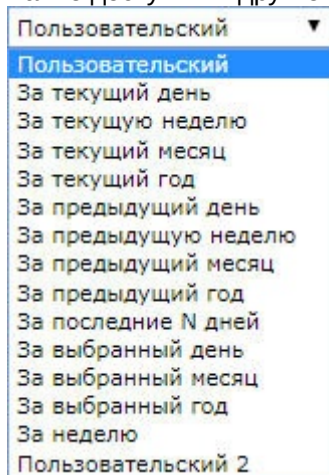 Пользовательский
Пользовательский
За текущий день
За текущую неделю
За текущий месяц
За текущий год
За предыдущий день
За предыдущую неделю
За предыдущий месяц
За предыдущий год
За последние N дней
За выбранный день
За выбранный месяц
За выбранный год
За неделю
Пользовательский 2